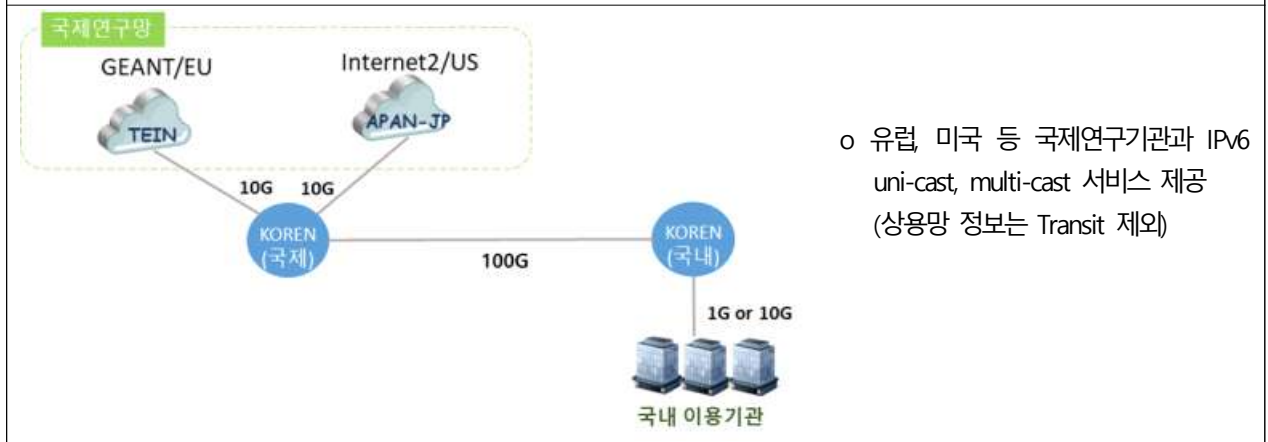 국제연구망
GEANT/EU
Internet2/US
TEIN
APAN-JP
10G
10G
KOREN
(국제)
100G
KOREN
(국내)
1G or 10G
국내 이용기관
o 유럽, 미국 등 국제연구기관과 IPv6
uni-cast, multi-cast 서비스 제공
(상용망 정보는 Transit 제외)